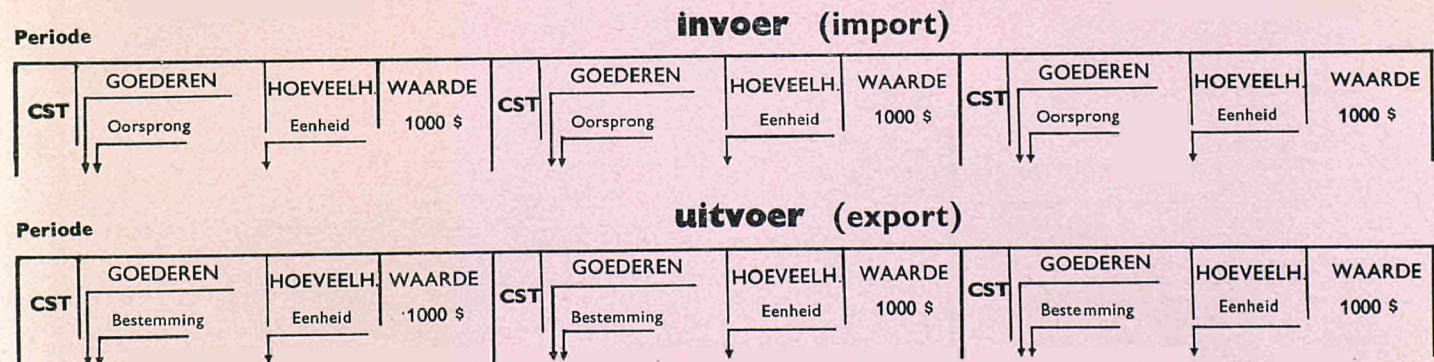 invoer (import)
Periode
CST GOEDEREN HOEVEELH. WAARDE CST GOEDEREN HOEVEELH. WAARDE CST GOEDEREN HOEVEELH. WAARDE
Oorsprong Eenheid 1000 $ Oorsprong Eenheid 1000 $ Oorsprong Eenheid 1000 $
uitvoer (export)
Periode
CST GOEDEREN HOEVEELH. WAARDE CST GOEDEREN HOEVEELH. WAARDE CST GOEDEREN HOEVEELH. WAARDE
Bestemming Eenheid 1000 $ Bestemming Eenheid 1000 $ Bestemming Eenheid 1000 $